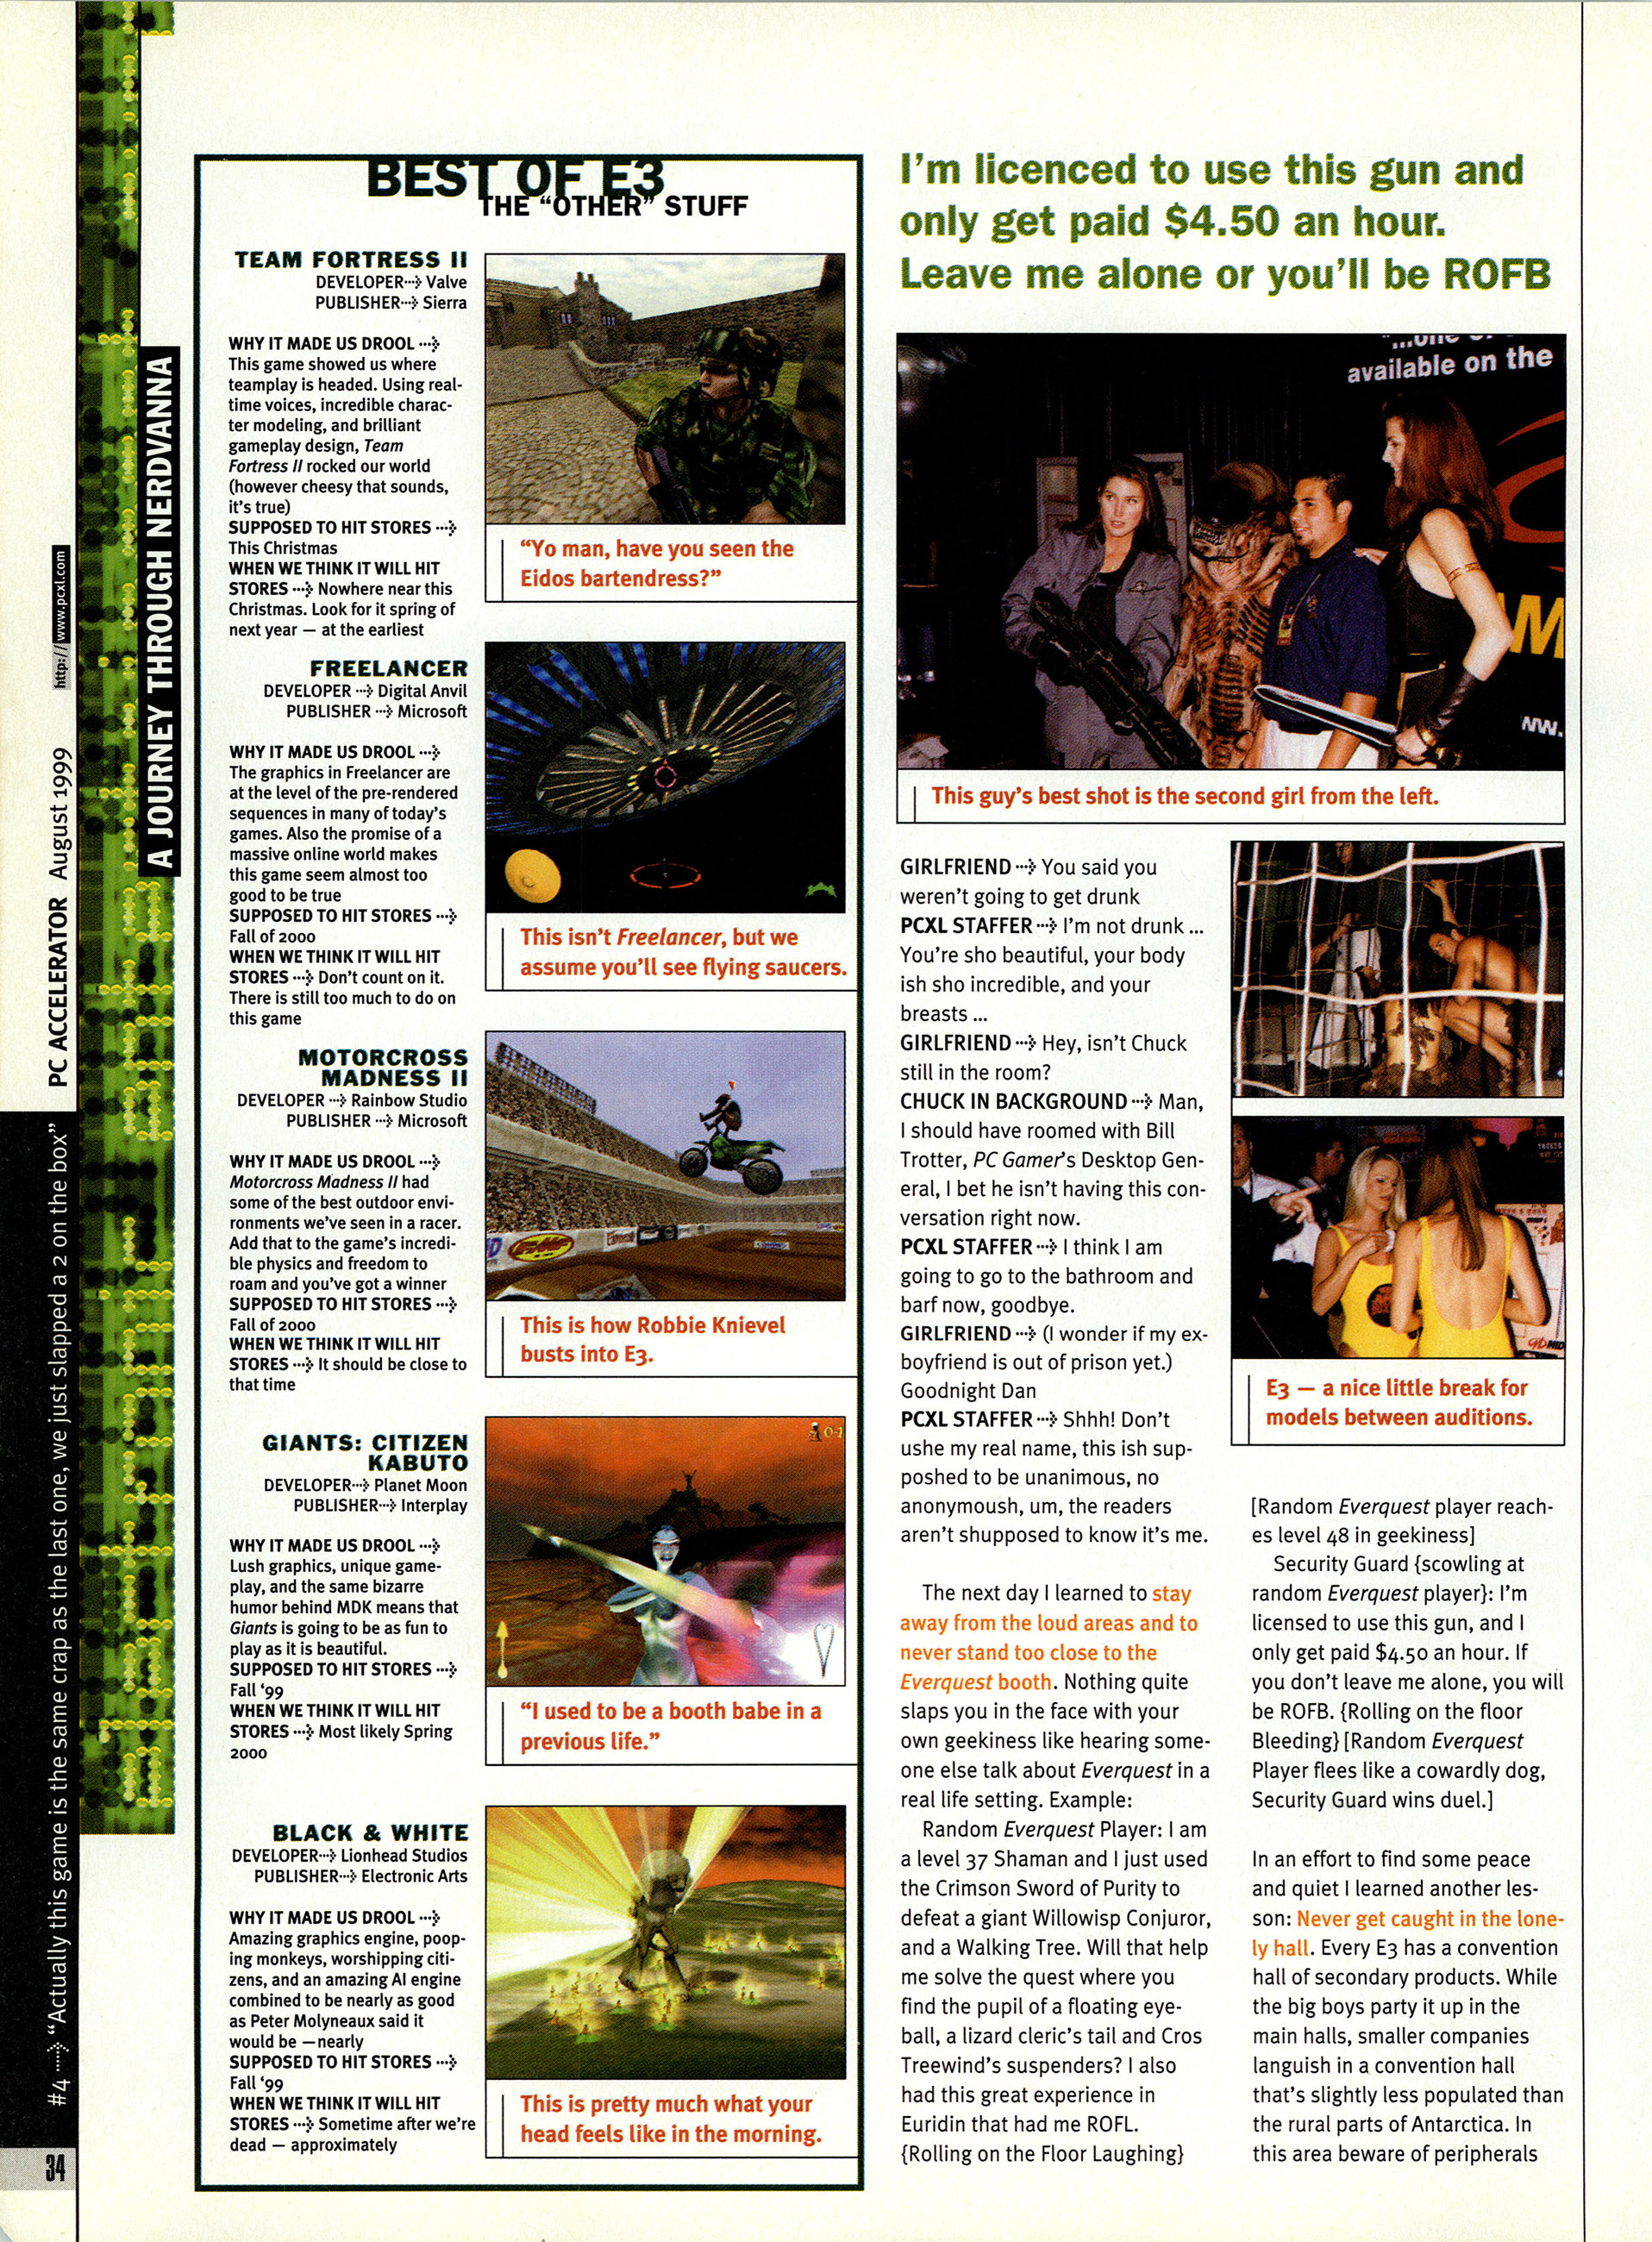 BEST OF E3
THE “OTHER” STUFF
TEAM FORTRESS II
DEVELOPER···> Valve
PUBLISHER···> Sierra
WHY IT MADE US DROOL ···>
This game showed us where
teamplay is headed. Using real-
time voices, incredible charac-
ter modeling, and brilliant
gameplay design, Team
Fortress II rocked our world
(however cheesy that sounds,
it's true)
SUPPOSED TO HIT STORES ···>
This Christmas
WHEN WE THINK IT WILL HIT
STORES ···> Nowhere near this
Christmas. Look for it spring of
next year — at the earliest
“Yo man, have you seen the
Eidos bartendress?”
FREELANCER
DEVELOPER ···> Digital Anvil
PUBLISHER ···> Microsoft
WHY IT MADE US DROOL ···>
The graphics in Freelancer are
at the level of the pre-rendered
sequences in many of today's
games. Also the promise of a
massive online world makes
this game seem almost too
good to be true
SUPPOSED TO HIT STORES ···>
Fall of 2000
WHEN WE THINK IT WILL HIT
STORES ···> Don't count on it.
There is still too much to do on
this game
This isn't Freelancer, but we
assume you'll see flying saucers.
MOTORCROSS
MADNESS II
DEVELOPER ···> Rainbow Studio
PUBLISHER ···> Microsoft
WHY IT MADE US DROOL ···>
Motorcross Madness II had
some of the best outdoor envi-
ronments we've seen in a racer.
Add that to the game's incredi-
ble physics and freedom to
roam and you've got a winner
SUPPOSED TO HIT STORES ···>
Fall of 2000
WHEN WE THINK IT WILL HIT
STORES ···> It should be close to
that time
This is how Robbie Knievel
busts into E3.
GIANTS: CITIZEN
KABUTO
DEVELOPER···> Planet Moon
PUBLISHER···> Interplay
WHY IT MADE US DROOL ···>
Lush graphics, unique game-
play, and the same bizarre
humor behind MDK means that
Giants is going to be as fun to
play as it is beautiful.
SUPPOSED TO HIT STORES ···>
Fall ‘99
WHEN WE THINK IT WILL HIT
STORES ···> Most likely Spring
2000
“I used to be a booth babe in a
previous life.”
BLACK & WHITE
DEVELOPER···> Lionhead Studios
PUBLISHER···> Electronic Arts
WHY IT MADE US DROOL ···>
Amazing graphics engine, poop-
ing monkeys, worshipping citi-
zens, and an amazing AI engine
combined to be nearly as good
as Peter Molyneaux said it
would be —nearly
SUPPOSED TO HIT STORES ···>
Fall ‘99
WHEN WE THINK IT WILL HIT
STORES ···> Sometime after we're
dead — approximately
This is pretty much what your
head feels like in the morning.
I'm licenced to use this gun and
only get paid $4.50 an hour.
Leave me alone or you'll be ROFB
available on the
This guy's best shot is the second girl from the left.
GIRLFRIEND ···> You said you
weren't going to get drunk
PCXL STAFFER ···> I'm not drunk ...
You're sho beautiful, your body
ish sho incredible, and your
breasts ...
GIRLFRIEND ···> Hey, isn't Chuck
still in the room?
CHUCK IN BACKGROUND ···> Man,
I should have roomed with Bill
Trotter, PC Gamer's Desktop Gen-
eral, I bet he isn't having this con-
versation right now.
PCXL STAFFER ···> I think I am
going to go to the bathroom and
barf now, goodbye.
GIRLFRIEND ···> (I wonder if my ex-
boyfriend is out of prison yet.)
Goodnight Dan
PCXL STAFFER ···> Shhh! Don't
ushe my real name, this ish sup-
poshed to be unanimous, no
anonymoush, um, the readers
aren't shupposed to know it's me.
The next day I learned to stay
away from the loud areas and to
never stand too close to the
Everquest booth. Nothing quite
slaps you in the face with your
own geekiness like hearing some-
one else talk about Everquest in a
real life setting. Example:
Random Everquest Player: I am
a level 37 Shaman and I just used
the Crimson Sword of Purity to
defeat a giant Willowisp Conjuror,
and a Walking Tree. Will that help
me solve the quest where you
find the pupil of a floating eye-
ball, a lizard cleric's tail and Cros
Treewind's suspenders? I also
had this great experience in
Euridin that had me ROFL.
{Rolling on the Floor Laughing}
E3 — a nice little break for
models between auditions.
[Random Everquest player reach-
es level 48 in geekiness]
Security Guard {scowling at
random Everquest player}: I'm
licensed to use this gun, and I
only get paid $4.50 an hour. If
you don't leave me alone, you will
be ROFB. {Rolling on the floor
Bleeding} [Random Everquest
Player flees like a cowardly dog,
Security Guard wins duel.]
In an effort to find some peace
and quiet I learned another les-
son: Never get caught in the lone-
ly hall. Every E3 has a convention
hall of secondary products. While
the big boys party it up in the
main halls, smaller companies
languish in a convention hall
that's slightly less populated than
the rural parts of Antarctica. In
this area beware of peripherals
A JOURNEY THROUGH NERDVANNA
http://www.pcxl.com
PC ACCELERATOR August 1999
#4 ····> “Actually this game is the same crap as the last one, we just slapped a 2 on the box”
34